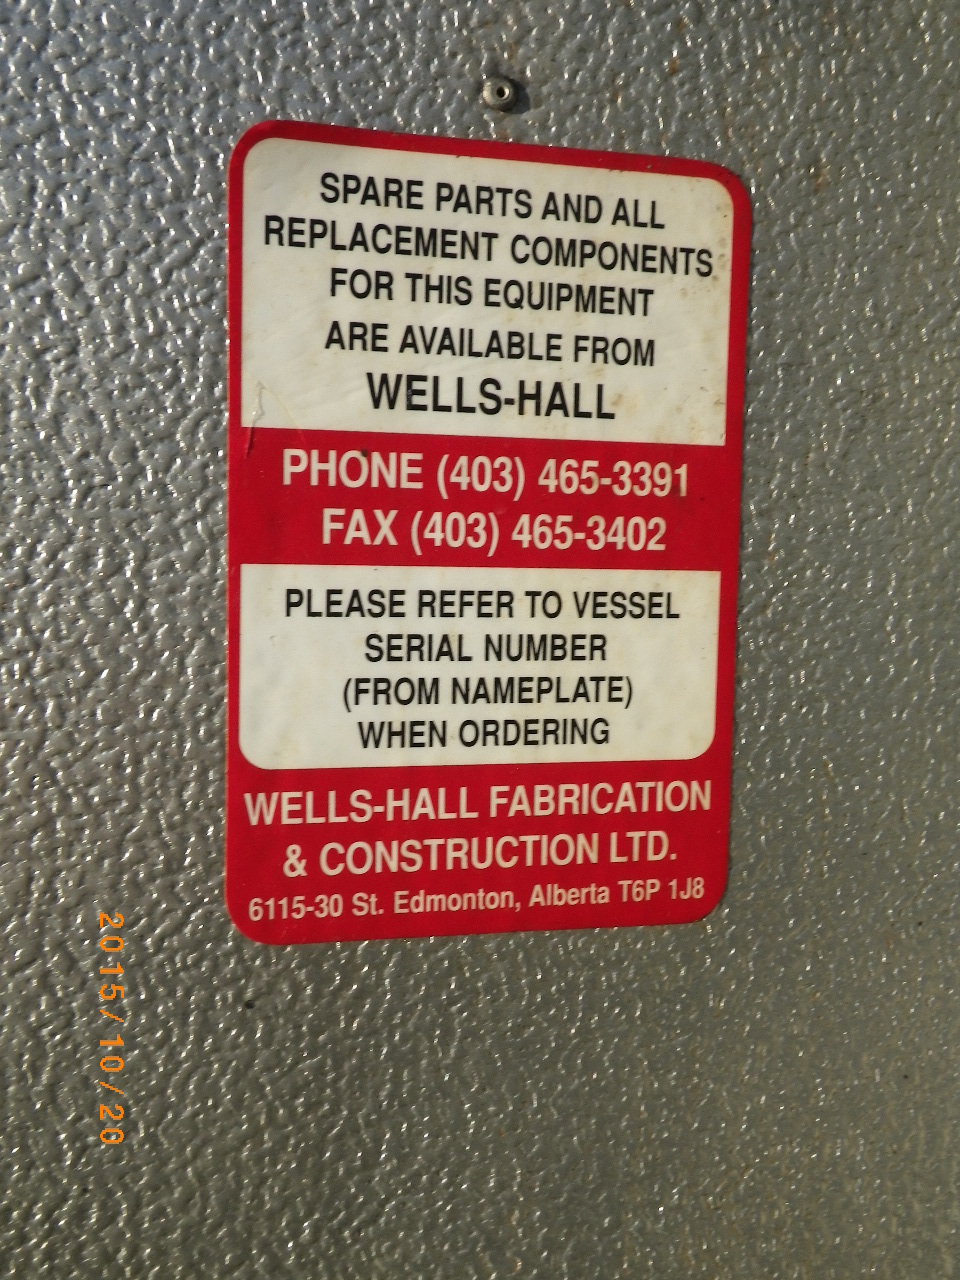 SPARE PARTS AND ALL
REPLACEMENT COMPONENTS
FOR THIS EQUIPMENT
ARE AVAILABLE FROM
WELLS-HALL
PHONE (403) 465-3391
FAX (403) 465-3402
PLEASE REFER TO VESSEL
SERIAL NUMBER
(FROM NAMEPLATE)
WHEN ORDERING
WELLS-HALL FABRICATION
& CONSTRUCTION LTD.
6115-30 St. Edmonton, Alberta T6P 1J8
2015/10/20